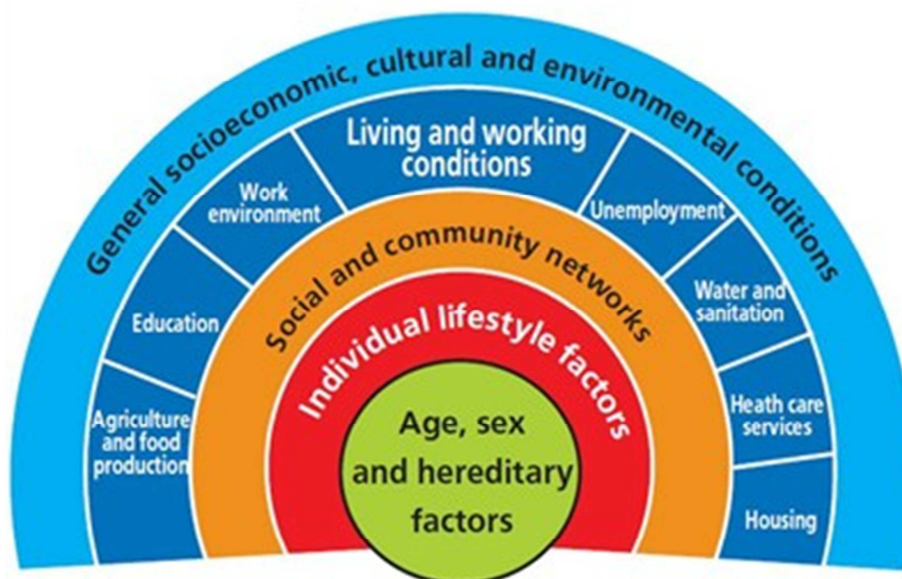 General socioeconomic, cultural and environmental conditions
Living and working
conditions
Work
environment
Unemployment
Education
Water and
sanitation
Agriculture
and food
production
Heath care
services
Housing
Social and community networks
Individual lifestyle factors
Age, sex
and hereditary
factors